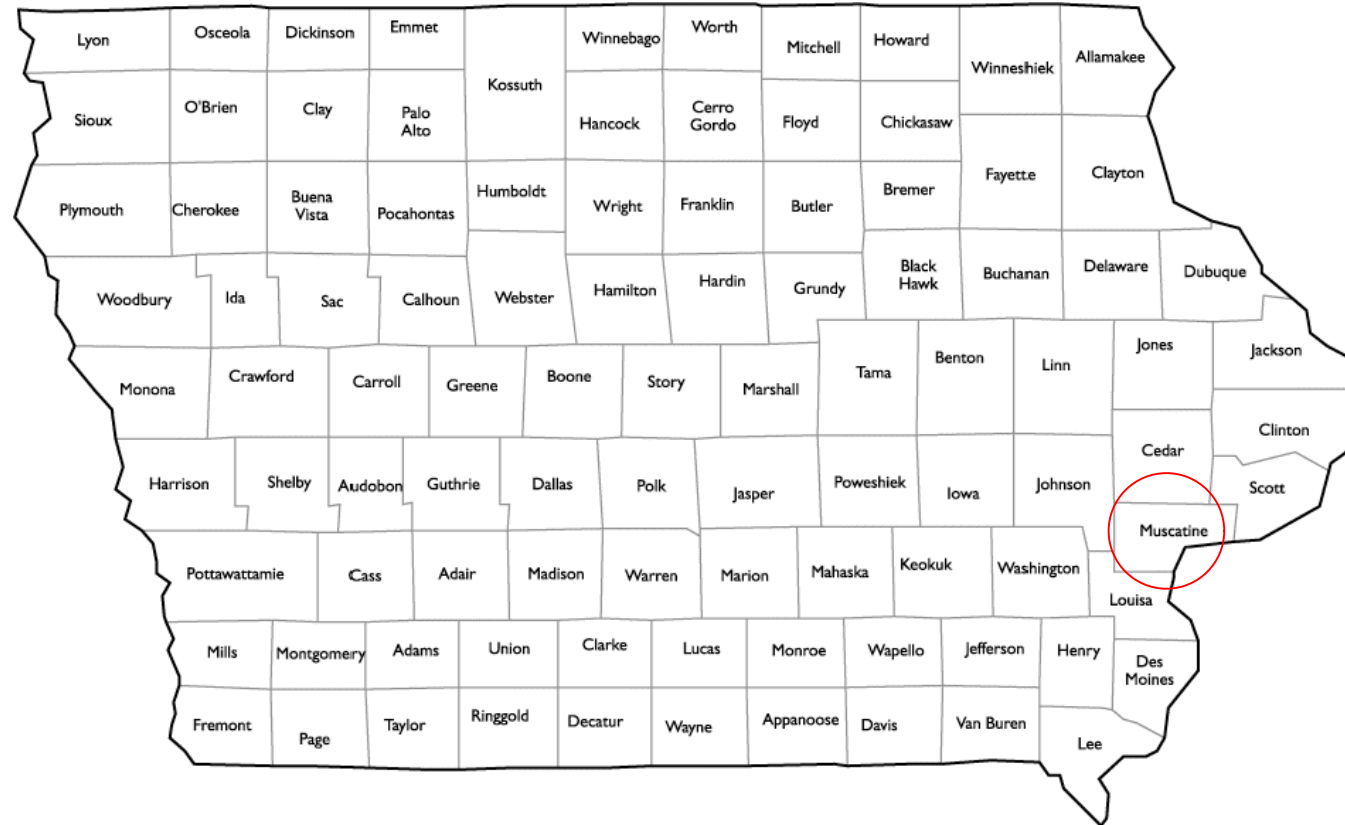 Lyon
Osceola
Dickinson
Emmet
Winnebago
Worth
Mitchell
Howard
Winneshiek
Allamakee
Kossuth
Sioux
O'Brien
Clay
Palo
Alto
Hancock
Cerro
Gordo
Floyd
Chickasaw
Fayette
Clayton
Plymouth
Cherokee
Buena
Vista
Pocahontas
Humboldt
Wright
Franklin
Butler
Bremer
Woodbury
Ida
Sac
Calhoun
Webster
Hamilton
Hardin
Grundy
Black
Hawk
Buchanan
Delaware
Dubuque
Monona
Crawford
Carroll
Greene
Boone
Story
Marshall
Tama
Benton
Linn
Jones
Jackson
Clinton
Cedar
Harrison
Shelby
Audobon
Guthrie
Dallas
Polk
Jasper
Poweshiek
Iowa
Johnson
Scott
Muscatine
Pottawattamie
Cass
Adair
Madison
Warren
Marion
Mahaska
Keokuk
Washington
Louisa
Mills
Montgomery
Adams
Union
Clarke
Lucas
Monroe
Wapello
Jefferson
Henry
Des
Moines
Fremont
Page
Taylor
Ringgold
Decatur
Wayne
Appanoose
Davis
Van Buren
Lee